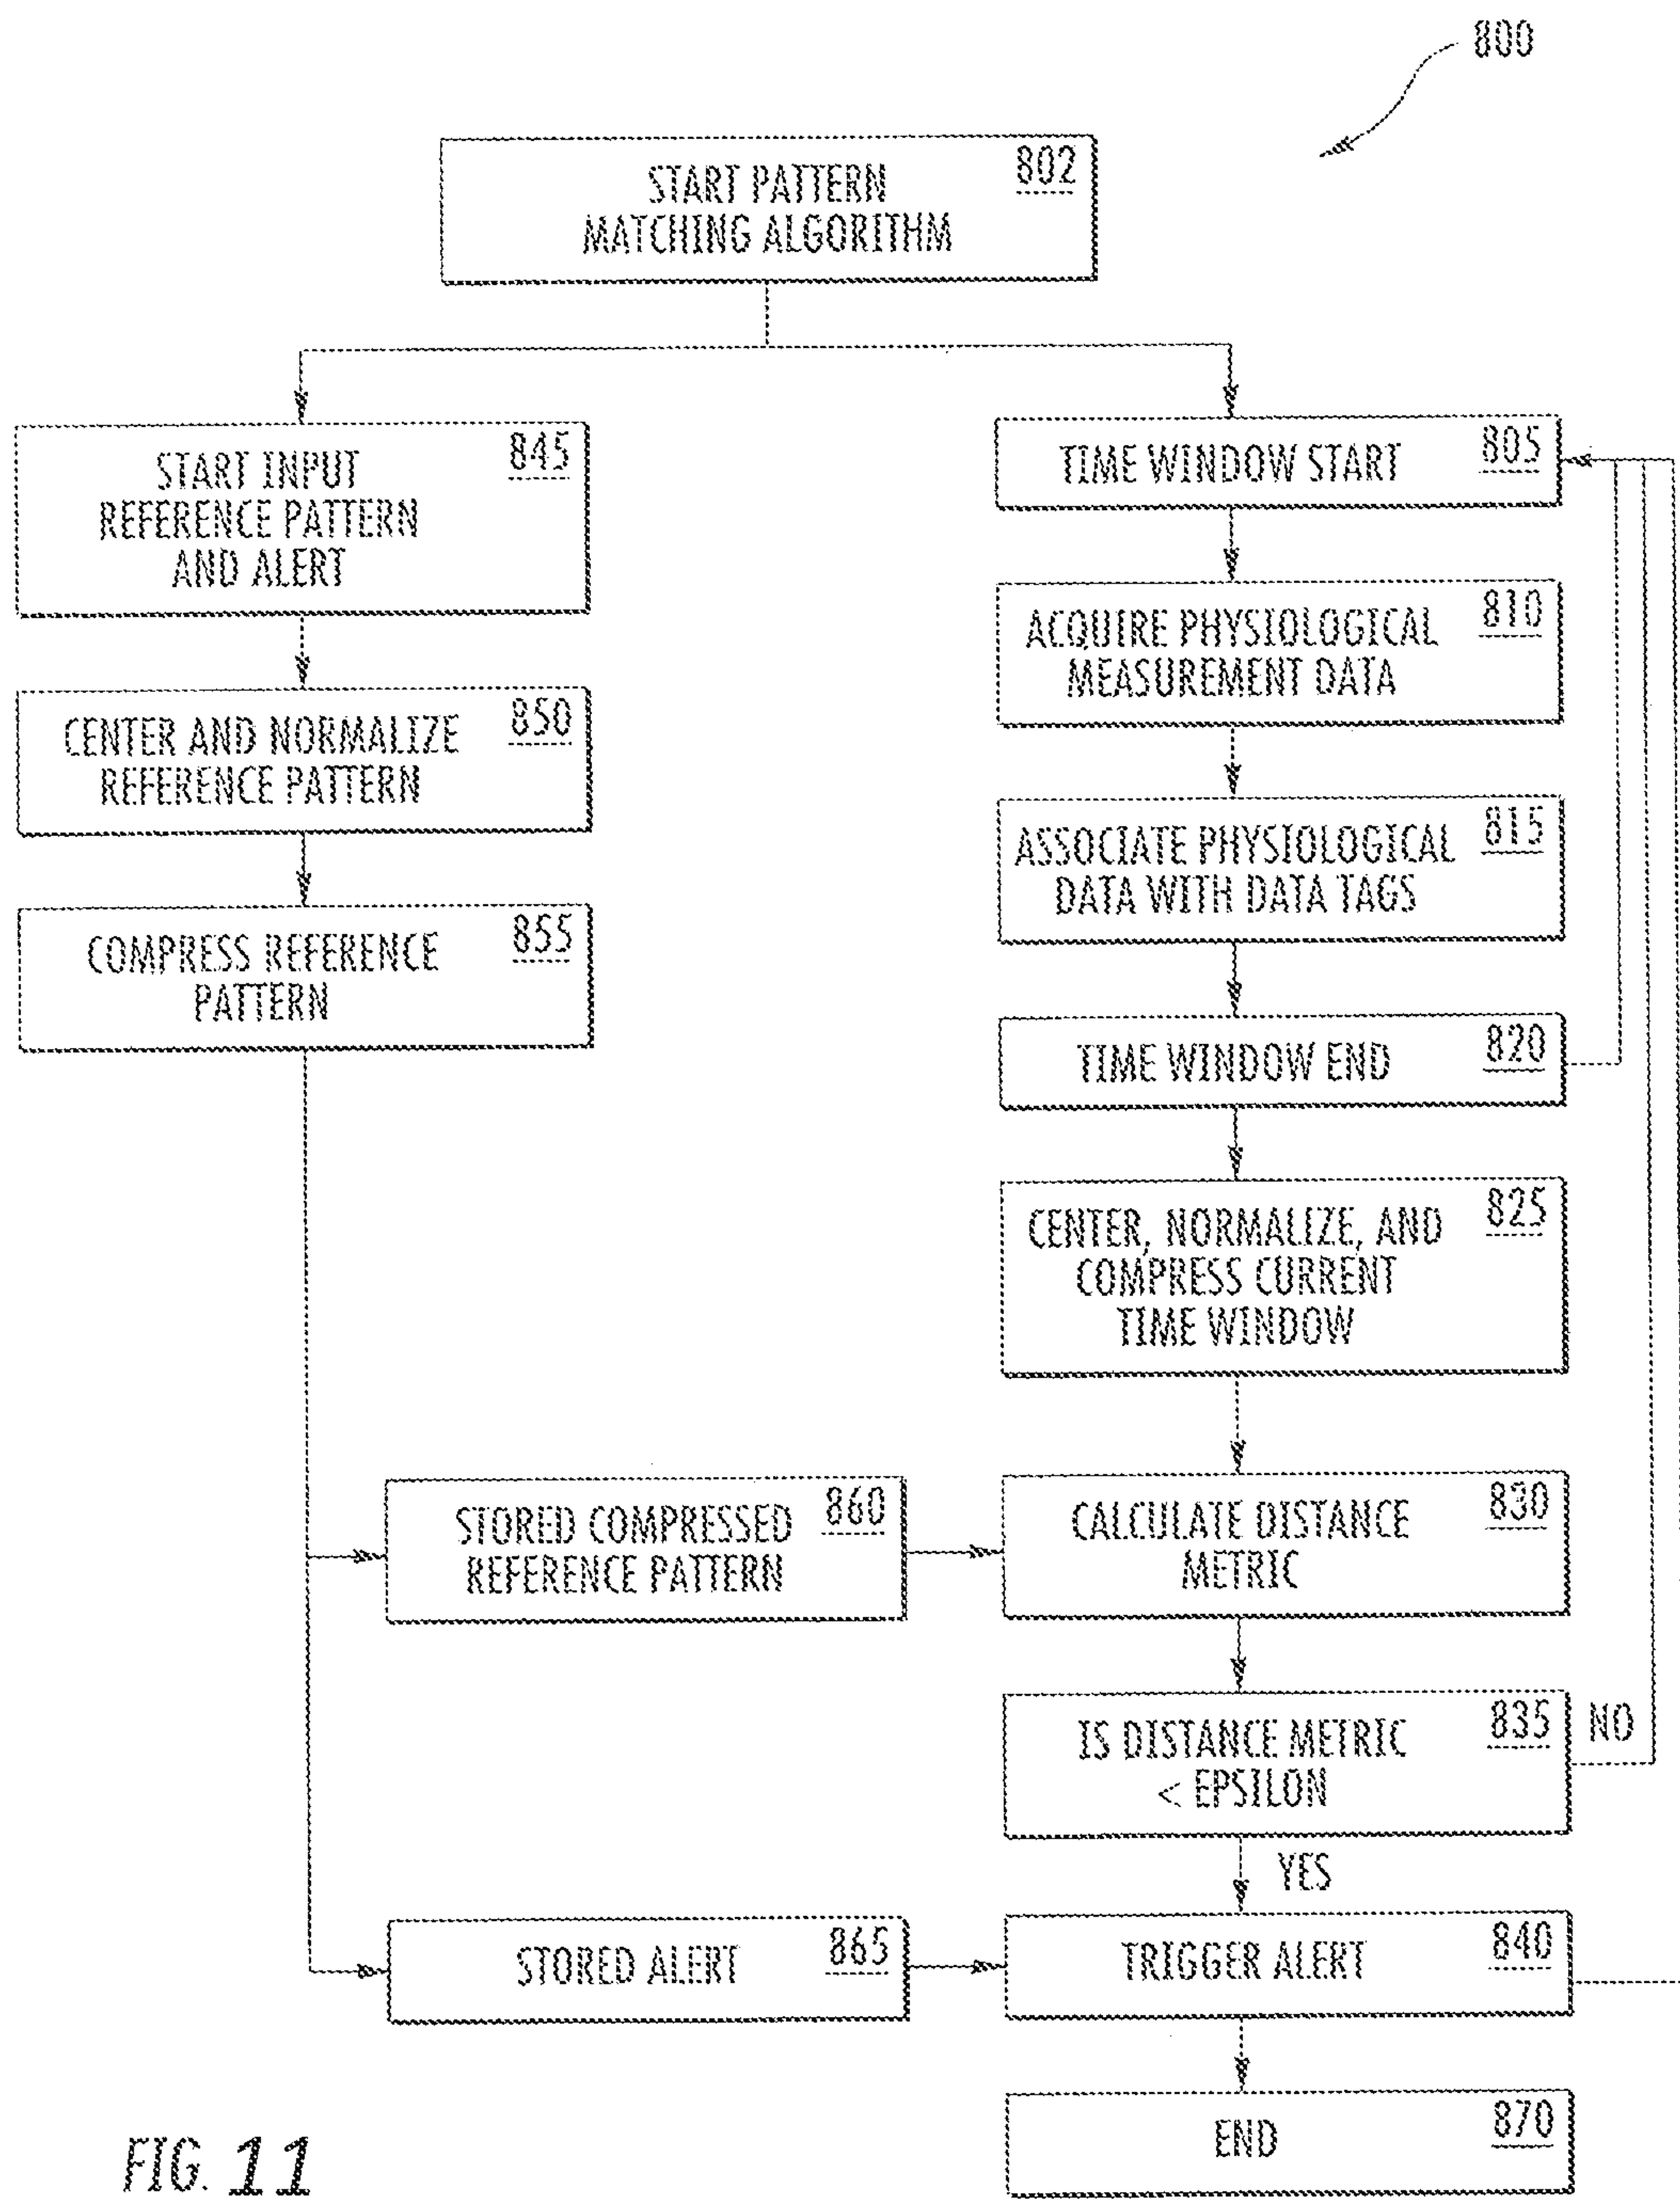 800
START PATTERN
MATCHING ALGORITHM
802
START INPUT
REFERENCE PATTERN
AND ALERT
845
CENTER AND NORMALIZE
REFERENCE PATTERN
850
COMPRESS REFERENCE
PATTERN
855
TIME WINDOW START
805
ACQUIRE PHYSIOLOGICAL
MEASUREMENT DATA
810
ASSOCIATE PHYSIOLOGICAL
DATA WITH DATA TAGS
815
TIME WINDOW END
820
CENTER, NORMALIZE, AND
COMPRESS CURRENT
TIME WINDOW
825
STORED COMPRESSED
REFERENCE PATTERN
860
CALCULATE DISTANCE
METRIC
830
IS DISTANCE METRIC
< EPSILON
835
NO
YES
STORED ALERT
865
TRIGGER ALERT
840
END
870
FIG. 11